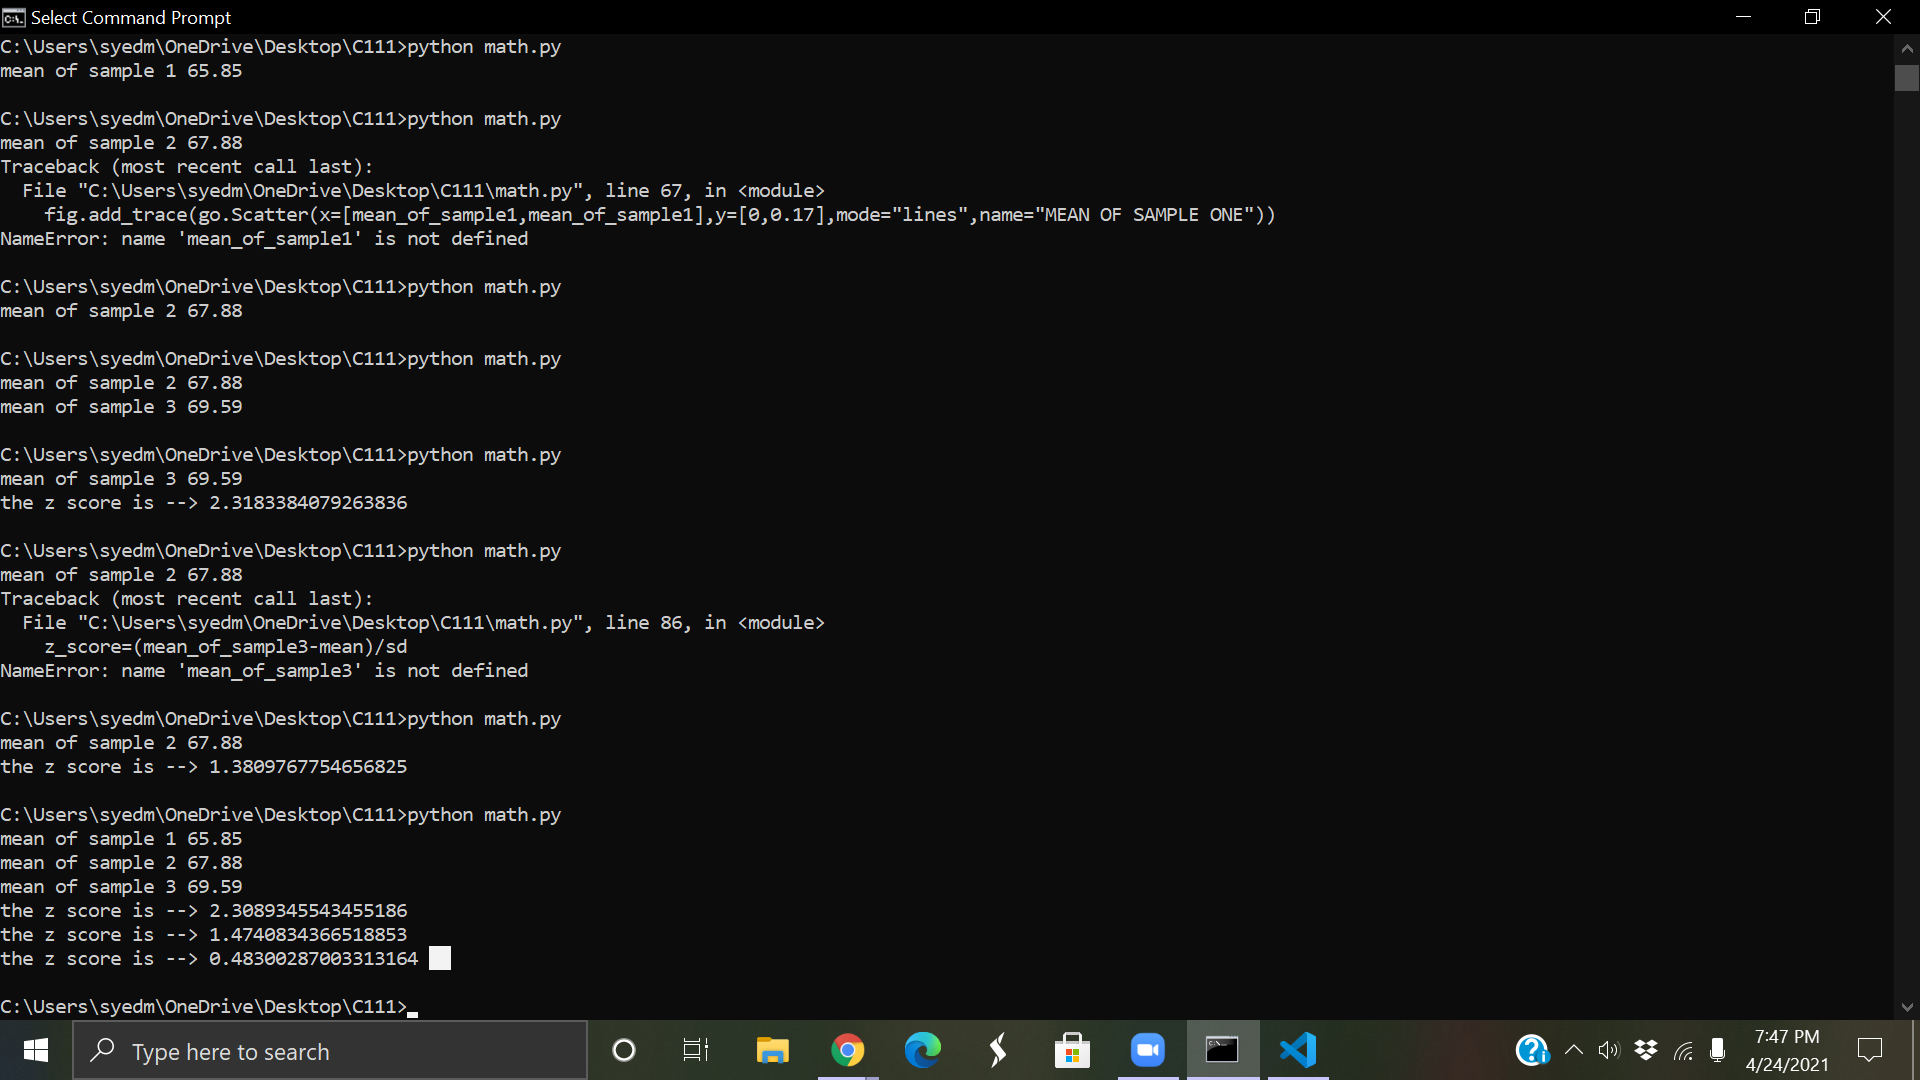 Select Command Prompt
C:\Users\syedm\OneDrive\Desktop\C111>python math.py
mean of sample 1 65.85
C:\Users\syedm\OneDrive\Desktop\C111>python math.py
mean of sample 2 67.88
Traceback (most recent call last):
  File "C:\Users\syedm\OneDrive\Desktop\C111\math.py", line 67, in <module>
    fig.add_trace(go.Scatter(x=[mean_of_sample1,mean_of_sample1],y=[0,0.17],mode="lines",name="MEAN OF SAMPLE ONE"))
NameError: name 'mean_of_sample1' is not defined
C:\Users\syedm\OneDrive\Desktop\C111>python math.py
mean of sample 2 67.88
C:\Users\syedm\OneDrive\Desktop\C111>python math.py
mean of sample 2 67.88
mean of sample 3 69.59
C:\Users\syedm\OneDrive\Desktop\C111>python math.py
mean of sample 3 69.59
the z score is --> 2.3183384079263836
C:\Users\syedm\OneDrive\Desktop\C111>python math.py
mean of sample 2 67.88
Traceback (most recent call last):
  File "C:\Users\syedm\OneDrive\Desktop\C111\math.py", line 86, in <module>
    z_score=(mean_of_sample3-mean)/sd
NameError: name 'mean_of_sample3' is not defined
C:\Users\syedm\OneDrive\Desktop\C111>python math.py
mean of sample 2 67.88
the z score is --> 1.3809767754656825
C:\Users\syedm\OneDrive\Desktop\C111>python math.py
mean of sample 1 65.85
mean of sample 2 67.88
mean of sample 3 69.59
the z score is --> 2.3089345543455186
the z score is --> 1.4740834366518853
the z score is --> 0.48300287003313164
C:\Users\syedm\OneDrive\Desktop\C111>
Type here to search
7:47 PM
4/24/2021